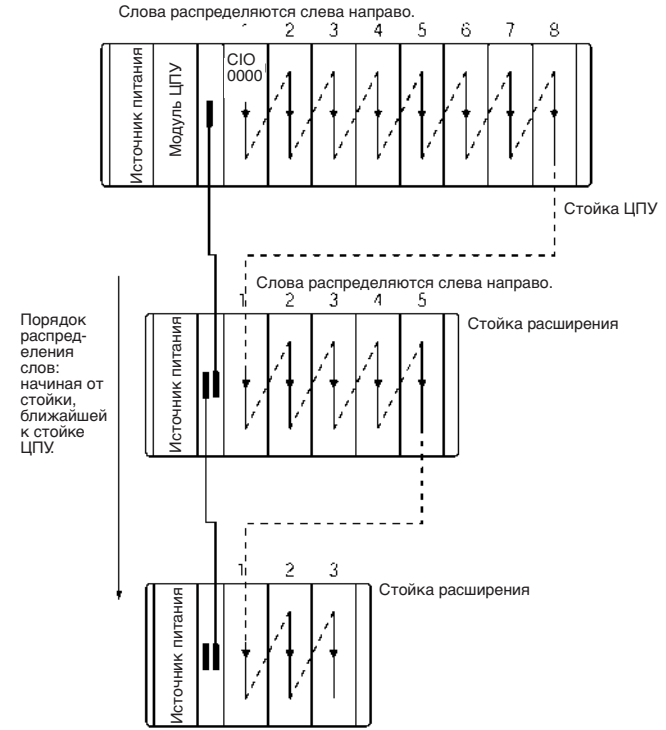 Слова распределяются слева направо.
1 2 3 4 5 6 7 8
Источник питания
Модуль ЦПУ
CIO
0000
Стойка ЦПУ
Слова распределяются слева направо.
1 2 3 4 5
Стойка расширения
Источник питания
Порядок
распред-
еления
слов:
начиная от
стойки,
ближайшей
к стойке
ЦПУ.
1 2 3
Стойка расширения
Источник питания